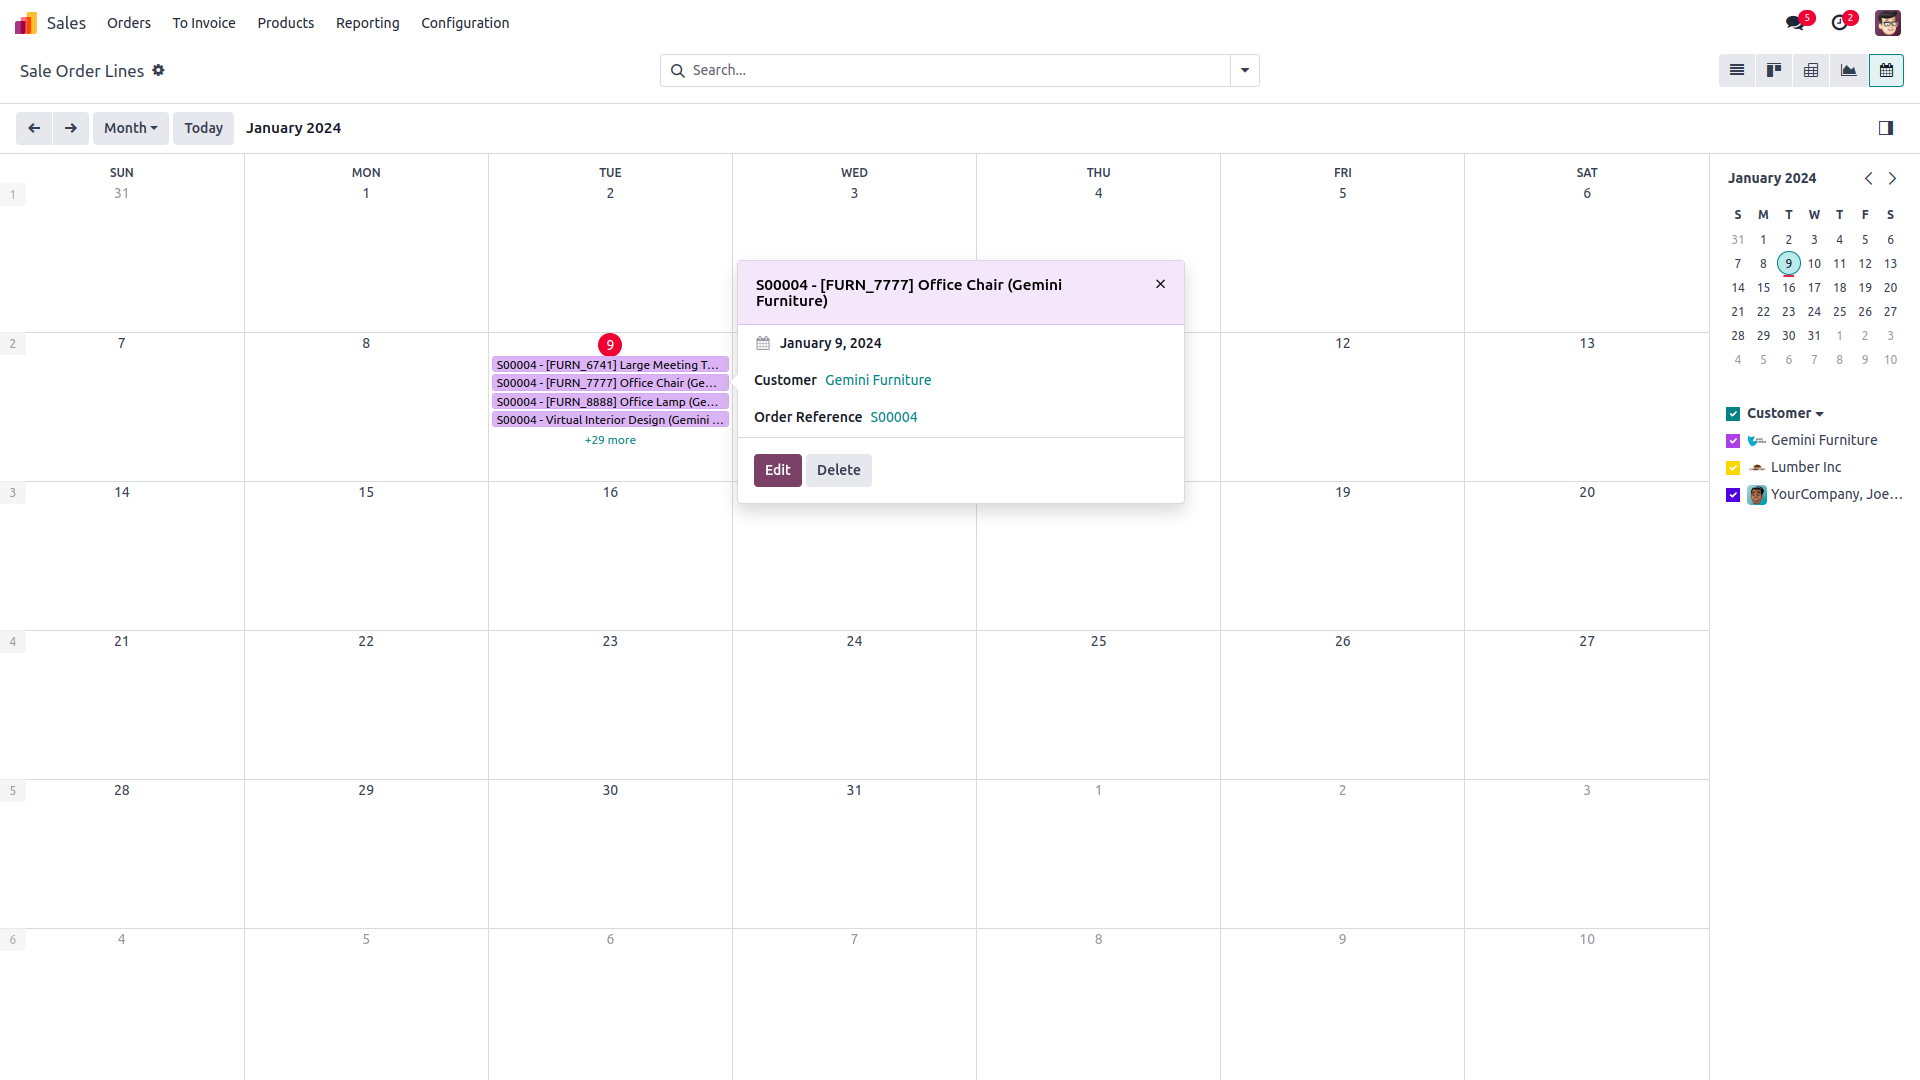 Sales Orders To Invoice Products Reporting Configuration 5 2
Sale Order Lines Search...
Month Today January 2024
SUN MON TUE WED THU FRI SAT
1 31 1 2 3 4 5 6
S00004 - [FURN_7777] Office Chair (Gemini
Furniture)
January 9, 2024
Customer Gemini Furniture
Order Reference S00004
Edit Delete
2 7 8 9 12 13
S00004 - [FURN_6741] Large Meeting T...
S00004 - [FURN_7777] Office Chair (Ge...
S00004 - [FURN_8888] Office Lamp (Ge...
S00004 - Virtual Interior Design (Gemini ...
+29 more
3 14 15 16 19 20
4 21 22 23 24 25 26 27
5 28 29 30 31 1 2 3
6 4 5 6 7 8 9 10
January 2024
S M T W T F S
31 1 2 3 4 5 6
7 8 9 10 11 12 13
14 15 16 17 18 19 20
21 22 23 24 25 26 27
28 29 30 31 1 2 3
4 5 6 7 8 9 10
Customer
Gemini Furniture
Lumber Inc
YourCompany, Joe...